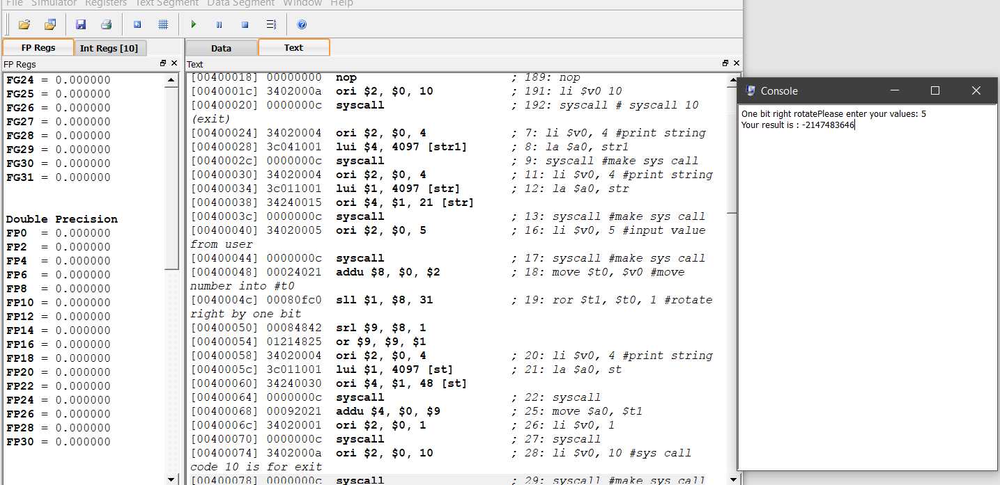 File Simulator Registers Text Segment Data Segment Window Help
FP Regs
Int Regs [10]
Data
Text
FP Regs
FG24 = 0.000000
FG25 = 0.000000
FG26 = 0.000000
FG27 = 0.000000
FG28 = 0.000000
FG29 = 0.000000
FG30 = 0.000000
FG31 = 0.000000
Double Precision
FP0 = 0.000000
FP2 = 0.000000
FP4 = 0.000000
FP6 = 0.000000
FP8 = 0.000000
FP10 = 0.000000
FP12 = 0.000000
FP14 = 0.000000
FP16 = 0.000000
FP18 = 0.000000
FP20 = 0.000000
FP22 = 0.000000
FP24 = 0.000000
FP26 = 0.000000
FP28 = 0.000000
FP30 = 0.000000
Text
[00400018] 00000000 nop ; 189: nop
[0040001c] 3402000a ori $2, $0, 10 ; 191: li $v0 10
[00400020] 0000000c syscall ; 192: syscall # syscall 10
(exit)
[00400024] 34020004 ori $2, $0, 4 ; 7: li $v0, 4 #print string
[00400028] 3c041001 lui $4, 4097 [str1] ; 8: la $a0, str1
[0040002c] 0000000c syscall ; 9: syscall #make sys call
[00400030] 34020004 ori $2, $0, 4 ; 11: li $v0, 4 #print string
[00400034] 3c011001 lui $1, 4097 [str] ; 12: la $a0, str
[00400038] 34240015 ori $4, $1, 21 [str]
[0040003c] 0000000c syscall ; 13: syscall #make sys call
[00400040] 34020005 ori $2, $0, 5 ; 16: li $v0, 5 #input value
from user
[00400044] 0000000c syscall ; 17: syscall #make sys call
[00400048] 00024021 addu $8, $0, $2 ; 18: move $t0, $v0 #move
number into #t0
[0040004c] 00080fc0 sll $1, $8, 31 ; 19: ror $t1, $t0, 1 #rotate
right by one bit
[00400050] 00084842 srl $9, $8, 1
[00400054] 01214825 or $9, $9, $1
[00400058] 34020004 ori $2, $0, 4 ; 20: li $v0, 4 #print string
[0040005c] 3c011001 lui $1, 4097 [st] ; 21: la $a0, st
[00400060] 34240030 ori $4, $1, 48 [st]
[00400064] 0000000c syscall ; 22: syscall
[00400068] 00092021 addu $4, $0, $9 ; 25: move $a0, $t1
[0040006c] 34020001 ori $2, $0, 1 ; 26: li $v0, 1
[00400070] 0000000c syscall ; 27: syscall
[00400074] 3402000a ori $2, $0, 10 ; 28: li $v0, 10 #sys call
code 10 is for exit
[00400078] 0000000c syscall ; 29: syscall #make sys call
Console
One bit right rotatePlease enter your values: 5
Your result is : -2147483646